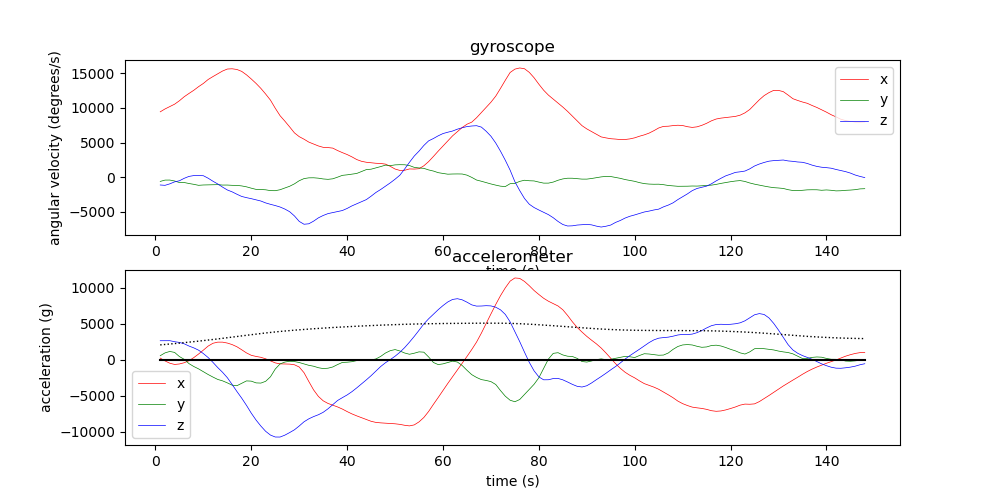 gyroscope
angular velocity (degrees/s)
15000
10000
5000
0
−5000
x
y
z
0 20 40 60 80 100 120 140
time (s)
accelerometer
acceleration (g)
10000
5000
0
−5000
−10000
x
y
z
0 20 40 60 80 100 120 140
time (s)